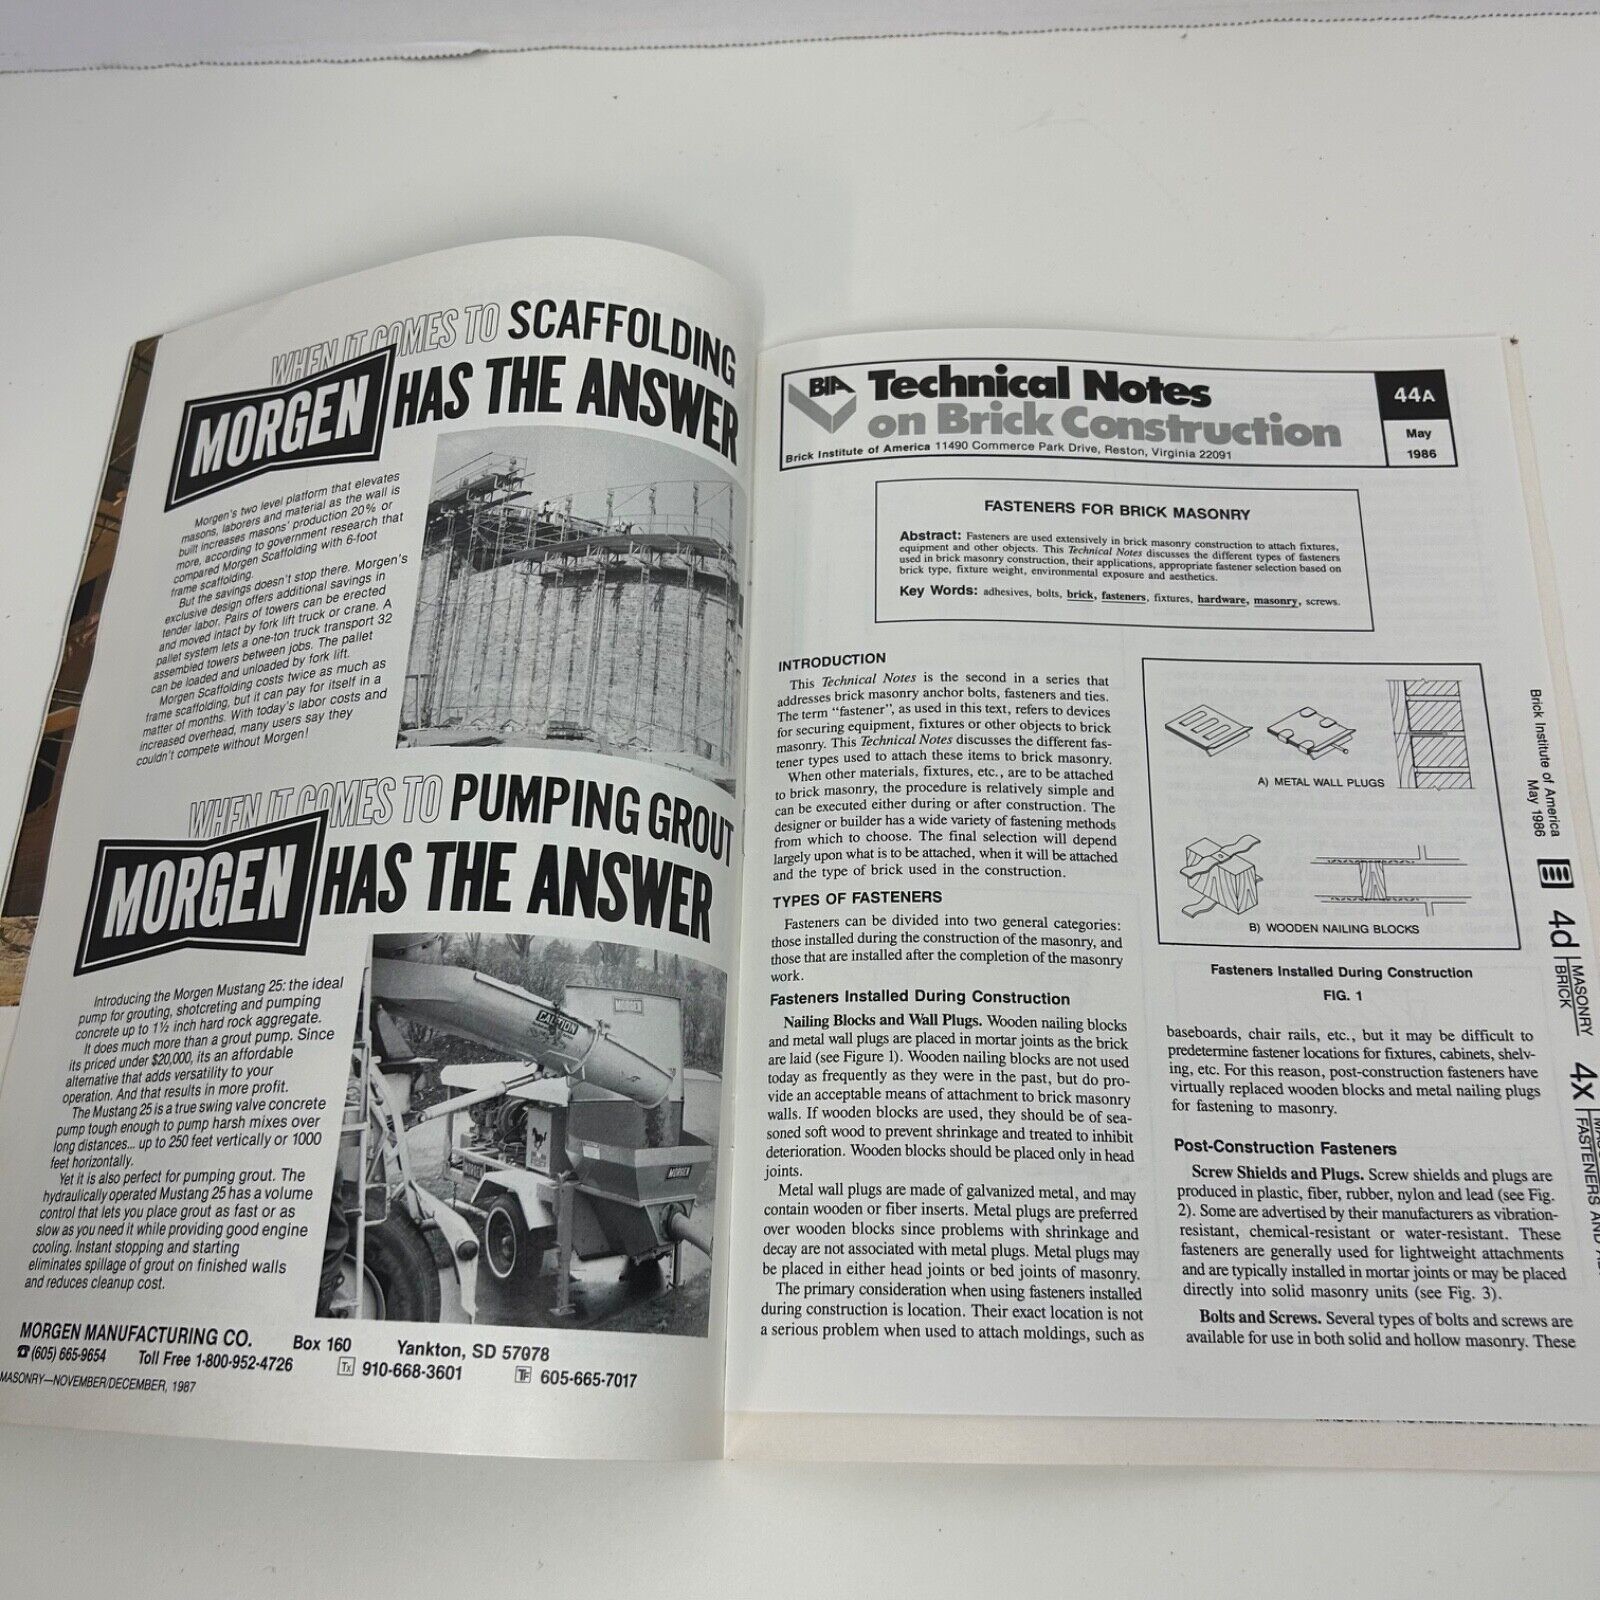 WHEN IT COMES TO SCAFFOLDING
MORGEN HAS THE ANSWER
Morgen's two level platform that elevates
masons, laborers and material as the wall is
built increases masons' production 20% or
more, according to government research that
compared Morgen Scaffolding with 6-foot
frame scaffolding.
But the savings doesn't stop there. Morgen's
exclusive design offers additional savings in
tender labor. Pairs of towers can be erected
and moved intact by fork lift truck or crane. A
pallet system lets a one-ton truck transport 32
assembled towers between jobs. The pallet
can be loaded and unloaded by fork lift.
Morgen Scaffolding costs twice as much as
frame scaffolding, but it can pay for itself in a
matter of months. With today's labor costs and
increased overhead, many users say they
couldn't compete without Morgen!
WHEN IT COMES TO PUMPING GROUT
MORGEN HAS THE ANSWER
Introducing the Morgen Mustang 25: the ideal
pump for grouting, shotcreting and pumping
concrete up to 1½ inch hard rock aggregate.
It does much more than a grout pump. Since
its priced under $20,000, its an affordable
alternative that adds versatility to your
operation. And that results in more profit.
The Mustang 25 is a true swing valve concrete
pump tough enough to pump harsh mixes over
long distances... up to 250 feet vertically or 1000
feet horizontally.
Yet it is also perfect for pumping grout. The
hydraulically operated Mustang 25 has a volume
control that lets you place grout as fast or as
slow as you need it while providing good engine
cooling. Instant stopping and starting
eliminates spillage of grout on finished walls
and reduces cleanup cost.
CAUTION
MORGEN
MORGEN
MORGEN MANUFACTURING CO. Box 160 Yankton, SD 57078
☎ (605) 665-9654 Toll Free 1-800-952-4726 Tx 910-668-3601 TF 605-665-7017
MASONRY—NOVEMBER/DECEMBER, 1987
BIA Technical Notes
on Brick Construction
Brick Institute of America 11490 Commerce Park Drive, Reston, Virginia 22091
44A
May
1986
FASTENERS FOR BRICK MASONRY
Abstract: Fasteners are used extensively in brick masonry construction to attach fixtures,
equipment and other objects. This Technical Notes discusses the different types of fasteners
used in brick masonry construction, their applications, appropriate fastener selection based on
brick type, fixture weight, environmental exposure and aesthetics.
Key Words: adhesives, bolts, brick, fasteners, fixtures, hardware, masonry, screws.
INTRODUCTION
This Technical Notes is the second in a series that
addresses brick masonry anchor bolts, fasteners and ties.
The term "fastener", as used in this text, refers to devices
for securing equipment, fixtures or other objects to brick
masonry. This Technical Notes discusses the different fas-
tener types used to attach these items to brick masonry.
When other materials, fixtures, etc., are to be attached
to brick masonry, the procedure is relatively simple and
can be executed either during or after construction. The
designer or builder has a wide variety of fastening methods
from which to choose. The final selection will depend
largely upon what is to be attached, when it will be attached
and the type of brick used in the construction.
TYPES OF FASTENERS
Fasteners can be divided into two general categories:
those installed during the construction of the masonry, and
those that are installed after the completion of the masonry
work.
Fasteners Installed During Construction
Nailing Blocks and Wall Plugs. Wooden nailing blocks
and metal wall plugs are placed in mortar joints as the brick
are laid (see Figure 1). Wooden nailing blocks are not used
today as frequently as they were in the past, but do pro-
vide an acceptable means of attachment to brick masonry
walls. If wooden blocks are used, they should be of sea-
soned soft wood to prevent shrinkage and treated to inhibit
deterioration. Wooden blocks should be placed only in head
joints.
Metal wall plugs are made of galvanized metal, and may
contain wooden or fiber inserts. Metal plugs are preferred
over wooden blocks since problems with shrinkage and
decay are not associated with metal plugs. Metal plugs may
be placed in either head joints or bed joints of masonry.
The primary consideration when using fasteners installed
during construction is location. Their exact location is not
a serious problem when used to attach moldings, such as
A) METAL WALL PLUGS
B) WOODEN NAILING BLOCKS
Fasteners Installed During Construction
FIG. 1
baseboards, chair rails, etc., but it may be difficult to
predetermine fastener locations for fixtures, cabinets, shelv-
ing, etc. For this reason, post-construction fasteners have
virtually replaced wooden blocks and metal nailing plugs
for fastening to masonry.
Post-Construction Fasteners
Screw Shields and Plugs. Screw shields and plugs are
produced in plastic, fiber, rubber, nylon and lead (see Fig.
2). Some are advertised by their manufacturers as vibration-
resistant, chemical-resistant or water-resistant. These
fasteners are generally used for lightweight attachments
and are typically installed in mortar joints or may be placed
directly into solid masonry units (see Fig. 3).
Bolts and Screws. Several types of bolts and screws are
available for use in both solid and hollow masonry. These
Brick Institute of America
May 1986
4d
MASONRY
BRICK
4x
FASTENERS AND